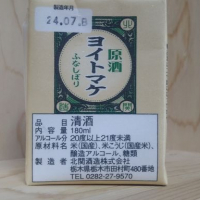 製造年月
24.07.B
原酒
ヨイトマケ
ふなしぼり
北
関
品目 清酒
内容量 180ml
アルコール分 20度以上21度未満
原材料名 米(国産)、米こうじ(国産米)、
醸造アルコール、糖類
製造者 北関酒造株式会社
栃木県栃木市田村町480番地
TEL 0282-27-9570